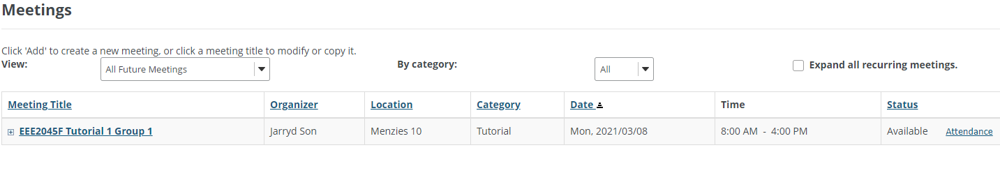 Meetings
Click 'Add' to create a new meeting, or click a meeting title to modify or copy it.
View: All Future Meetings By category: All Expand all recurring meetings.
Meeting Title Organizer Location Category Date Time Status
EEE2045F Tutorial 1 Group 1 Jarryd Son Menzies 10 Tutorial Mon, 2021/03/08 8:00 AM - 4:00 PM Available Attendance